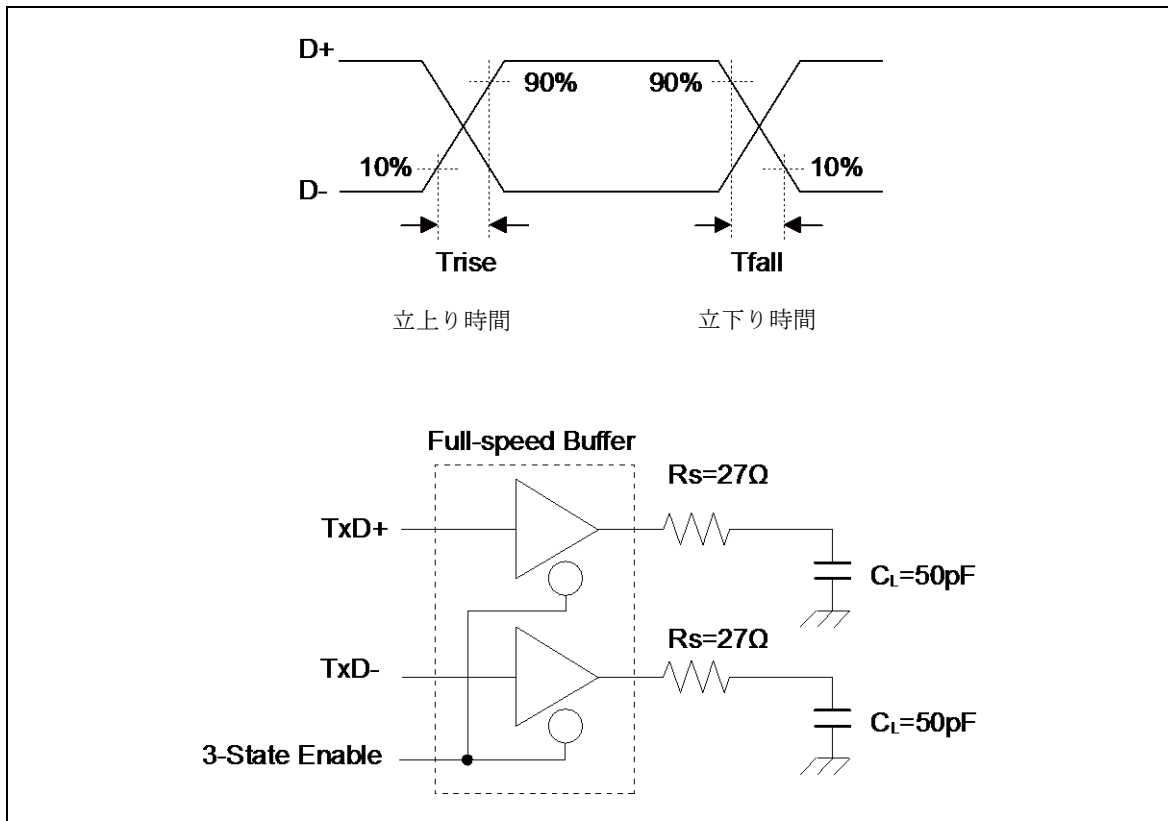 D+
90% 90%
10% 10%
D-
Trise Tfall
立上り時間 立下り時間
Full-speed Buffer
Rs=27Ω
TxD+
CL=50pF
Rs=27Ω
TxD-
CL=50pF
3-State Enable